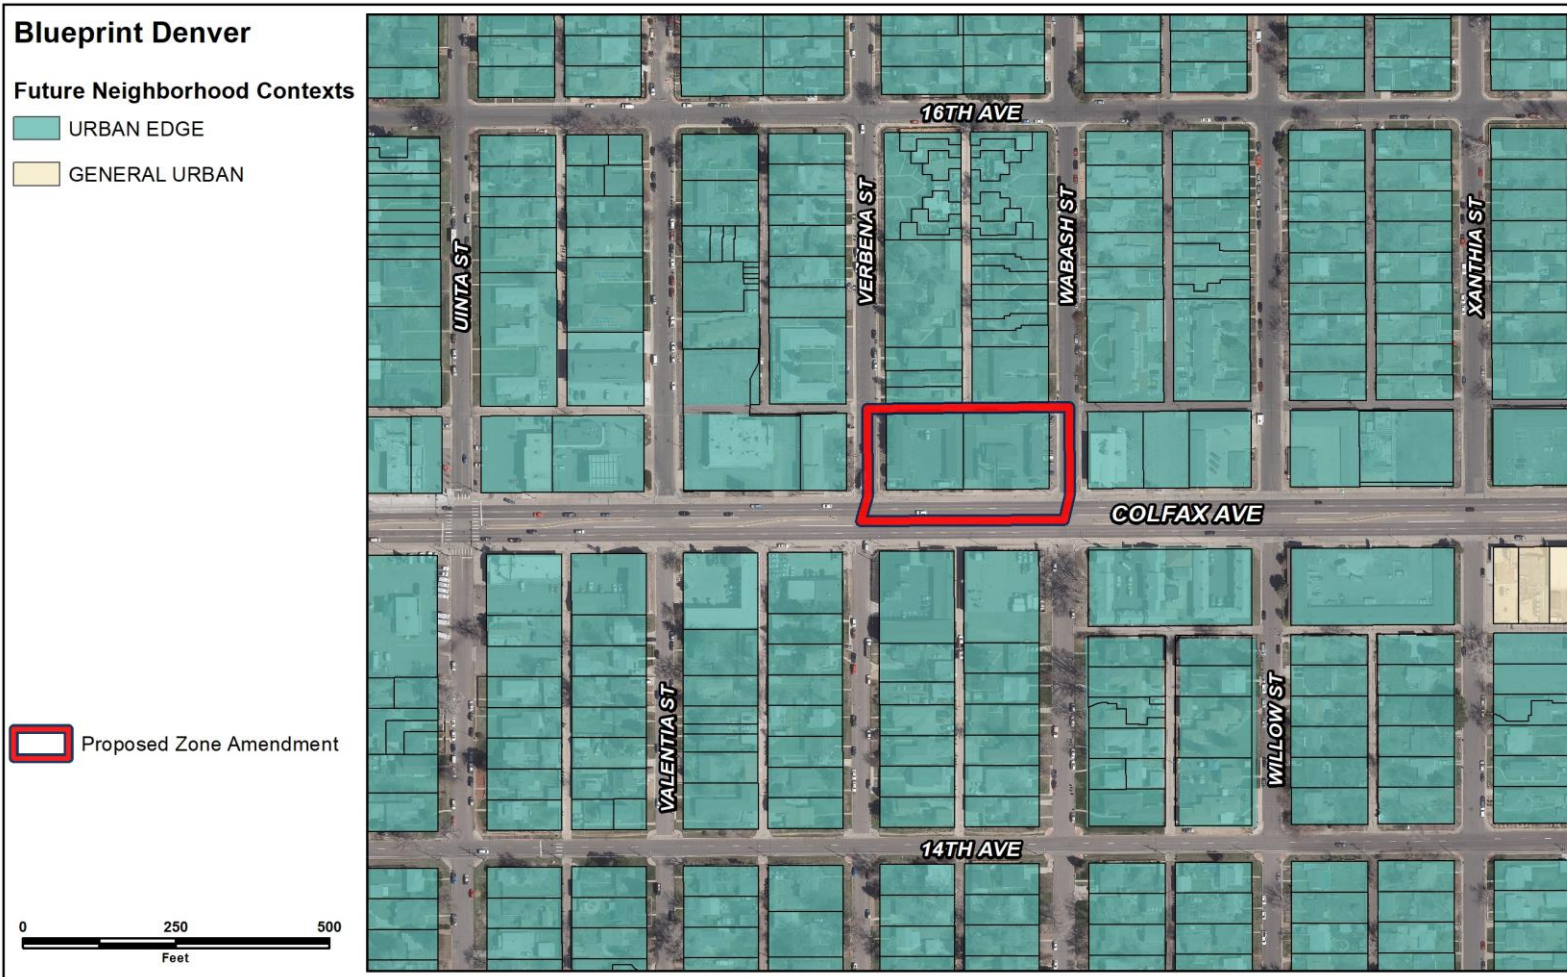 Blueprint Denver
Future Neighborhood Contexts
URBAN EDGE
GENERAL URBAN
Proposed Zone Amendment
0 250 500
Feet
16TH AVE
UINTA ST
VERBENA ST
WABASH ST
XANTHIA ST
COLFAX AVE
VALENTIA ST
WILLOW ST
14TH AVE